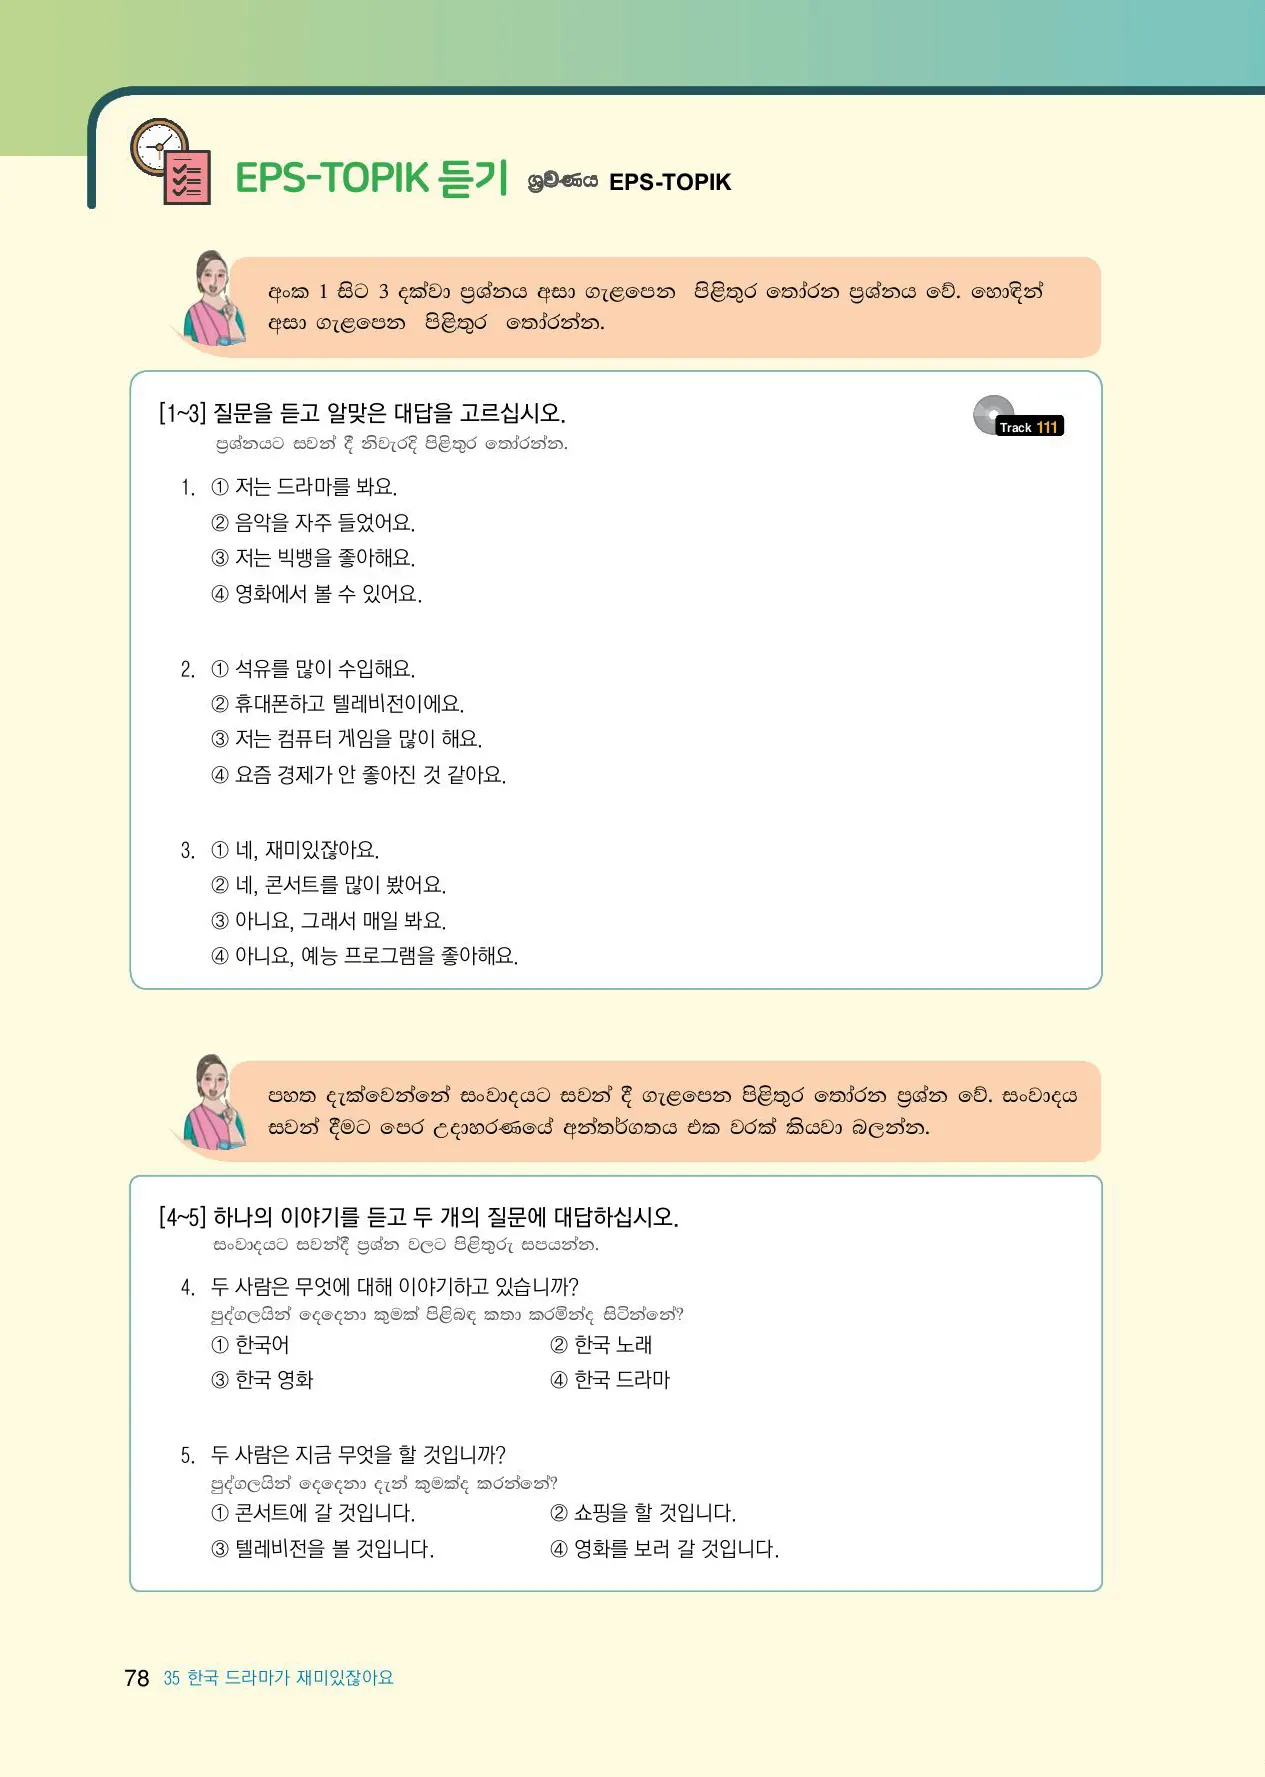 EPS-TOPIK 듣기 ශ්‍රවණය EPS-TOPIK
අංක 1 සිට 3 දක්වා ප්‍රශ්නය අසා ගැළපෙන පිළිතුර තෝරන ප්‍රශ්නය වේ. හොඳින්
අසා ගැළපෙන පිළිතුර තෝරන්න.
[1~3] 질문을 듣고 알맞은 대답을 고르십시오.
Track 111
ප්‍රශ්නයට සවන් දී නිවැරදි පිළිතුර තෝරන්න.
1. ① 저는 드라마를 봐요.
② 음악을 자주 들었어요.
③ 저는 빅뱅을 좋아해요.
④ 영화에서 볼 수 있어요.
2. ① 석유를 많이 수입해요.
② 휴대폰하고 텔레비전이에요.
③ 저는 컴퓨터 게임을 많이 해요.
④ 요즘 경제가 안 좋아진 것 같아요.
3. ① 네, 재미있잖아요.
② 네, 콘서트를 많이 봤어요.
③ 아니요, 그래서 매일 봐요.
④ 아니요, 예능 프로그램을 좋아해요.
පහත දැක්වෙන්නේ සංවාදයට සවන් දී ගැළපෙන පිළිතුර තෝරන ප්‍රශ්න වේ. සංවාදය
සවන් දීමට පෙර උදාහරණයේ අන්තර්ගතය එක වරක් කියවා බලන්න.
[4~5] 하나의 이야기를 듣고 두 개의 질문에 대답하십시오.
සංවාදයට සවන්දී ප්‍රශ්න වලට පිළිතුරු සපයන්න.
4. 두 사람은 무엇에 대해 이야기하고 있습니까?
පුද්ගලයින් දෙදෙනා කුමක් පිළිබඳ කතා කරමින්ද සිටින්නේ?
① 한국어 ② 한국 노래
③ 한국 영화 ④ 한국 드라마
5. 두 사람은 지금 무엇을 할 것입니까?
පුද්ගලයින් දෙදෙනා දැන් කුමක්ද කරන්නේ?
① 콘서트에 갈 것입니다. ② 쇼핑을 할 것입니다.
③ 텔레비전을 볼 것입니다. ④ 영화를 보러 갈 것입니다.
78 35 한국 드라마가 재미있잖아요